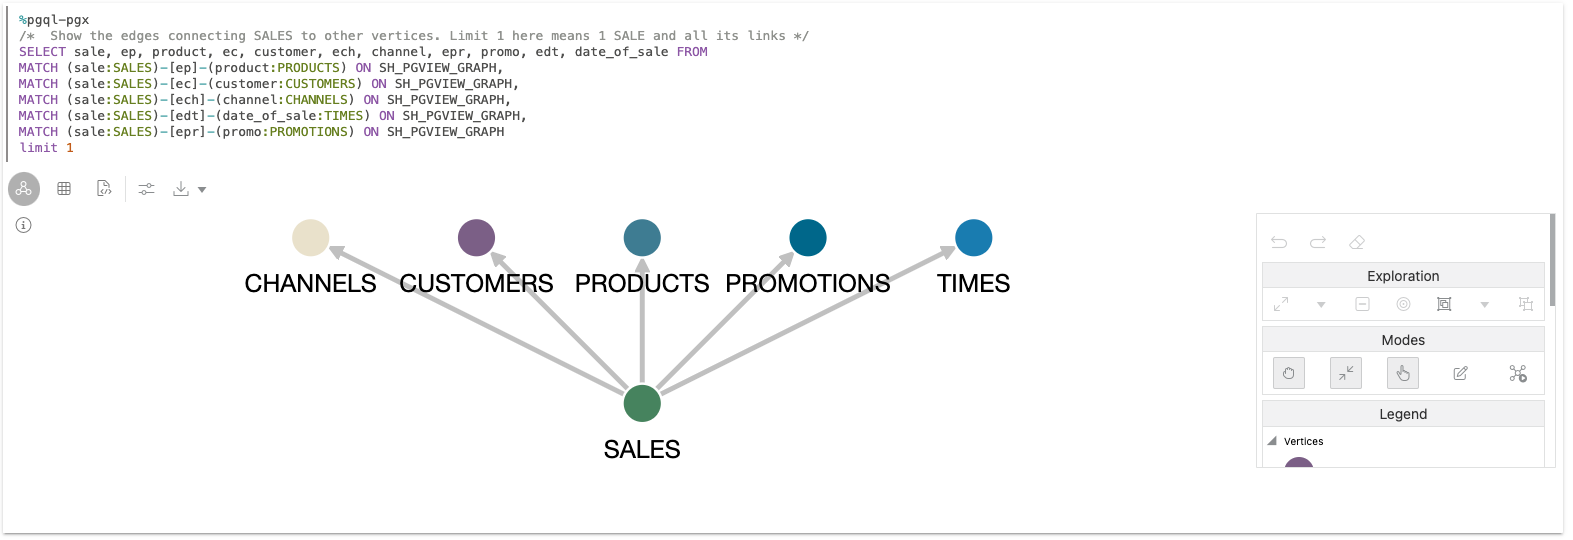 %pgql-pgx
/*  Show the edges connecting SALES to other vertices. Limit 1 here means 1 SALE and all its links */
SELECT sale, ep, product, ec, customer, ech, channel, epr, promo, edt, date_of_sale FROM
MATCH (sale:SALES)-[ep]-(product:PRODUCTS) ON SH_PGVIEW_GRAPH,
MATCH (sale:SALES)-[ec]-(customer:CUSTOMERS) ON SH_PGVIEW_GRAPH,
MATCH (sale:SALES)-[ech]-(channel:CHANNELS) ON SH_PGVIEW_GRAPH,
MATCH (sale:SALES)-[edt]-(date_of_sale:TIMES) ON SH_PGVIEW_GRAPH,
MATCH (sale:SALES)-[epr]-(promo:PROMOTIONS) ON SH_PGVIEW_GRAPH
limit 1
CHANNELS CUSTOMERS PRODUCTS PROMOTIONS TIMES
SALES
Exploration
Modes
Legend
Vertices